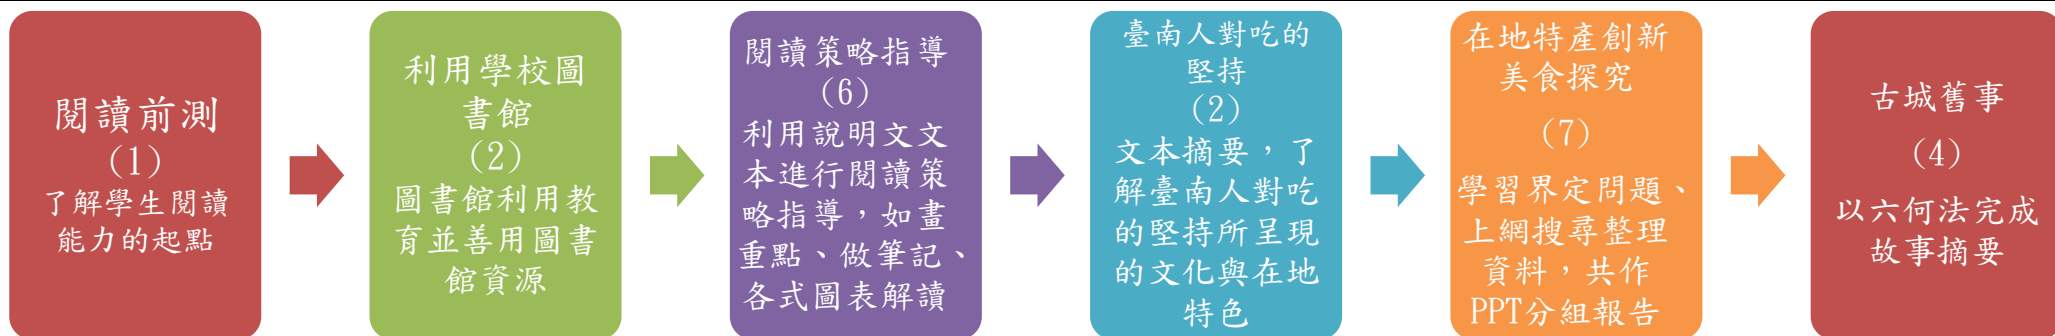 閱讀前測
(1)
了解學生閱讀
能力的起點
利用學校圖
書館
(2)
圖書館利用教
育並善用圖書
館資源
閱讀策略指導
(6)
利用說明文文
本進行閱讀策
略指導，如畫
重點、做筆記、
各式圖表解讀
臺南人對吃的
堅持
(2)
文本摘要，了
解臺南人對吃
的堅持所呈現
的文化與在地
特色
在地特產創新
美食探究
(7)
學習界定問題、
上網搜尋整理
資料，共作
PPT分組報告
古城舊事
(4)
以六何法完成
故事摘要